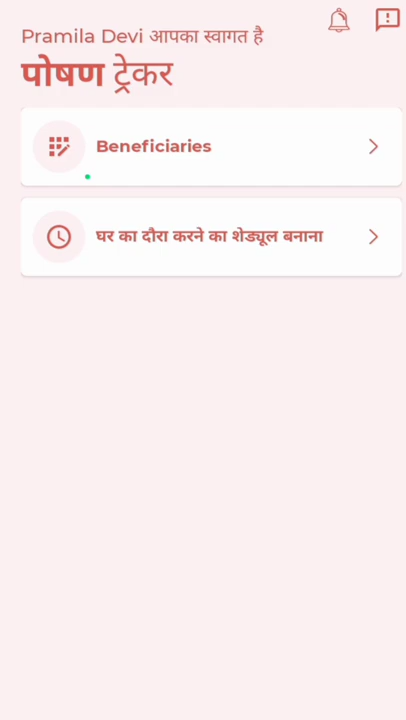 Pramila Devi आपका स्वागत है
पोषण ट्रेकर
Beneficiaries
घर का दौरा करने का शेड्यूल बनाना